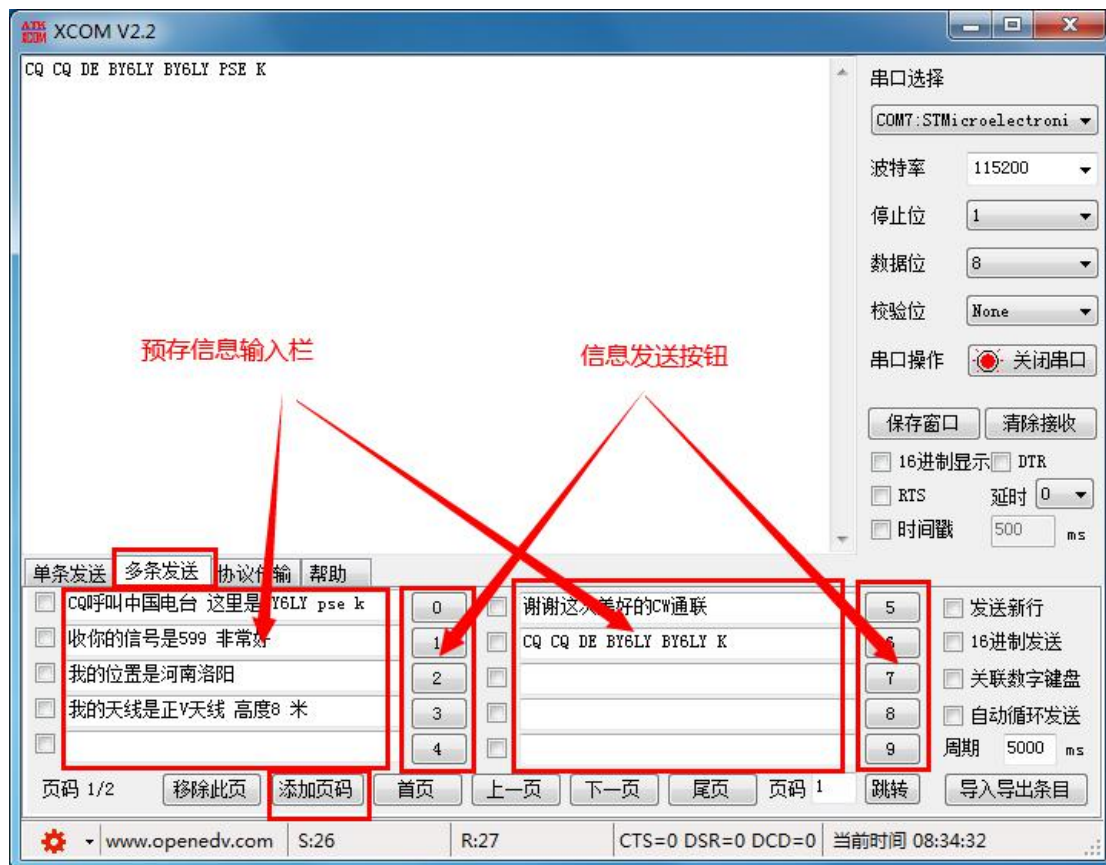 XCOM V2.2
CQ CQ DE BY6LY BY6LY PSE K
串口选择
COM7:STMicroelectroni
波特率 115200
停止位 1
数据位 8
校验位 None
串口操作 关闭串口
保存窗口 清除接收
16进制显示 DTR
RTS 延时 0
时间戳 500 ms
预存信息输入栏 信息发送按钮
单条发送 多条发送 协议传输 帮助
CQ呼叫中国电台 这里是 Y6LY pse k 0 谢谢这次美好的CW通联 5 发送新行
收你的信号是599 非常好 1 CQ CQ DE BY6LY BY6LY K 6 16进制发送
我的位置是河南洛阳 2 7 关联数字键盘
我的天线是正V天线 高度8 米 3 8 自动循环发送
4 9 周期 5000 ms
页码 1/2 移除此页 添加页码 首页 上一页 下一页 尾页 页码 1 跳转 导入导出条目
www.openedv.com S:26 R:27 CTS=0 DSR=0 DCD=0 当前时间 08:34:32